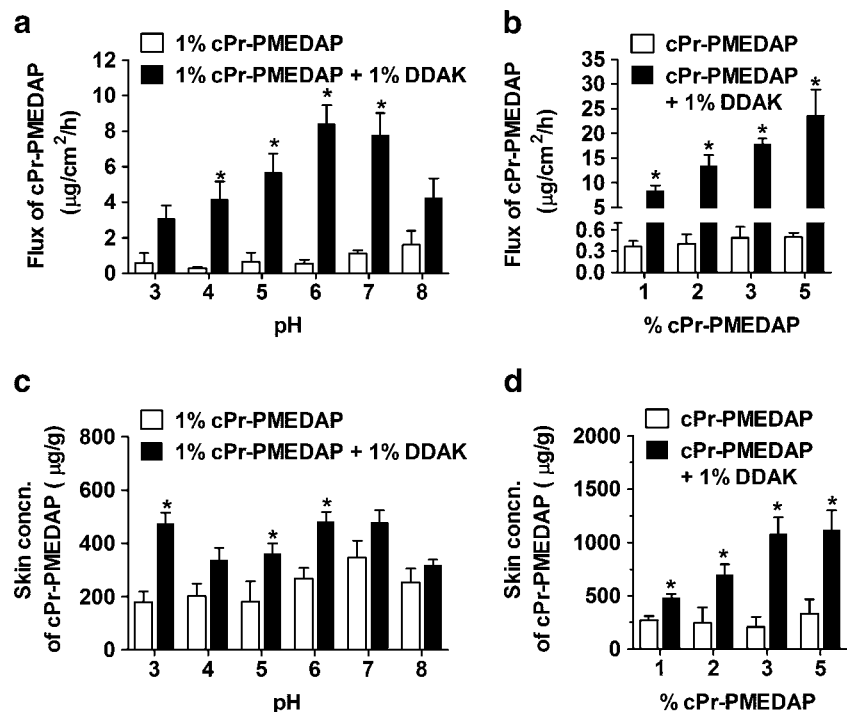 a
1% cPr-PMEDAP
1% cPr-PMEDAP + 1% DDAK
Flux of cPr-PMEDAP
(μg/cm²/h)
12
10
8
6
4
2
0
* * * *
3 4 5 6 7 8
pH
b
cPr-PMEDAP
cPr-PMEDAP
+ 1% DDAK
Flux of cPr-PMEDAP
(μg/cm²/h)
35
30
25
20
15
10
5
0.6
0.3
0.0
* * * *
1 2 3 5
% cPr-PMEDAP
c
1% cPr-PMEDAP
1% cPr-PMEDAP + 1% DDAK
Skin concn.
of cPr-PMEDAP ( μg/g)
800
600
400
200
0
* * *
3 4 5 6 7 8
pH
d
cPr-PMEDAP
cPr-PMEDAP
+ 1% DDAK
Skin concn.
of cPr-PMEDAP ( μg/g)
2000
1500
1000
500
0
* * * *
1 2 3 5
% cPr-PMEDAP